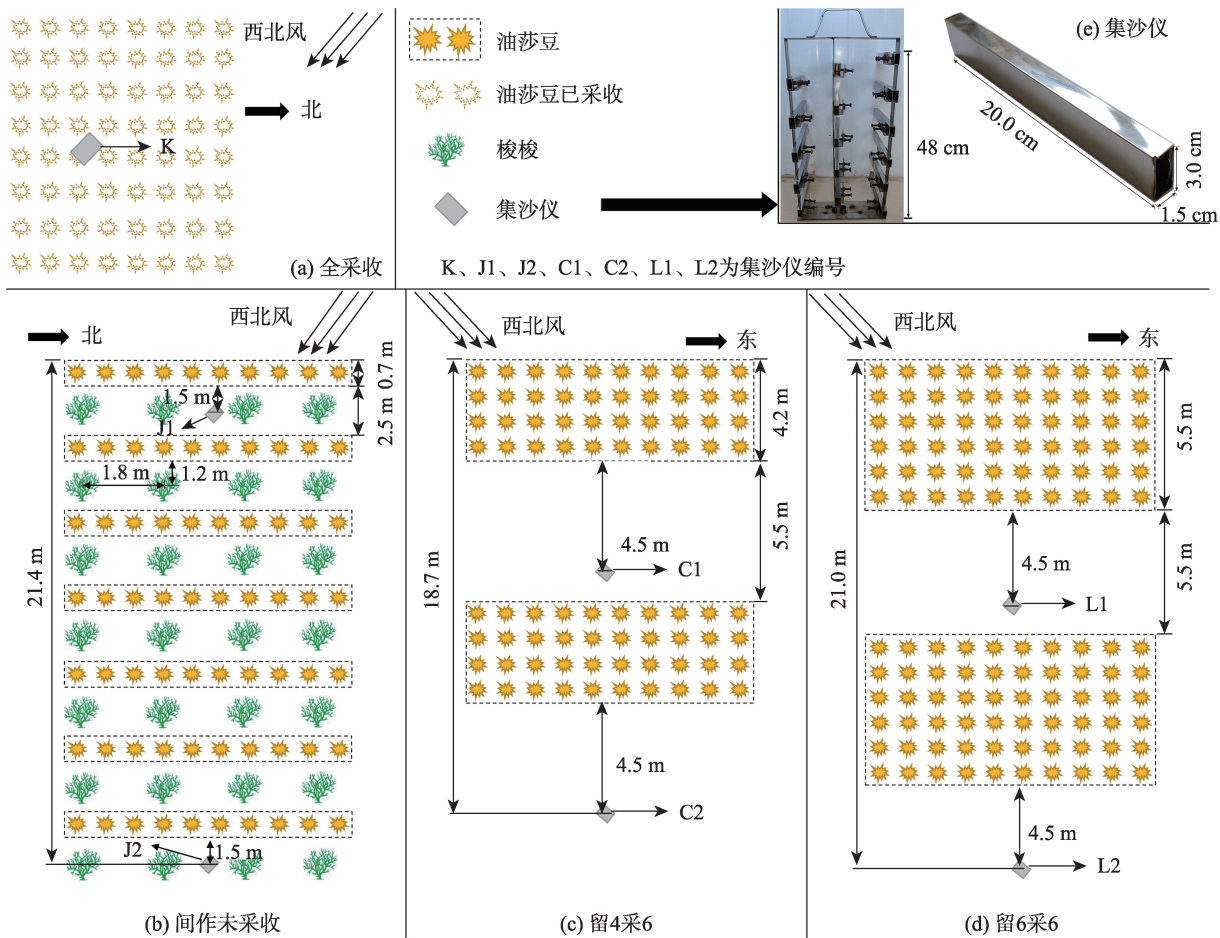 西北风
北
K
(a) 全采收
油莎豆
油莎豆已采收
梭梭
集沙仪
48 cm
(e) 集沙仪
20.0 cm
3.0 cm
1.5 cm
K、J1、J2、C1、C2、L1、L2为集沙仪编号
北
西北风
0.7 m
1.5 m
J1
2.5 m
1.8 m
1.2 m
21.4 m
J2
1.5 m
(b) 间作未采收
西北风
东
4.2 m
5.5 m
4.5 m
C1
18.7 m
4.5 m
C2
(c) 留4采6
西北风
东
5.5 m
5.5 m
4.5 m
L1
21.0 m
4.5 m
L2
(d) 留6采6